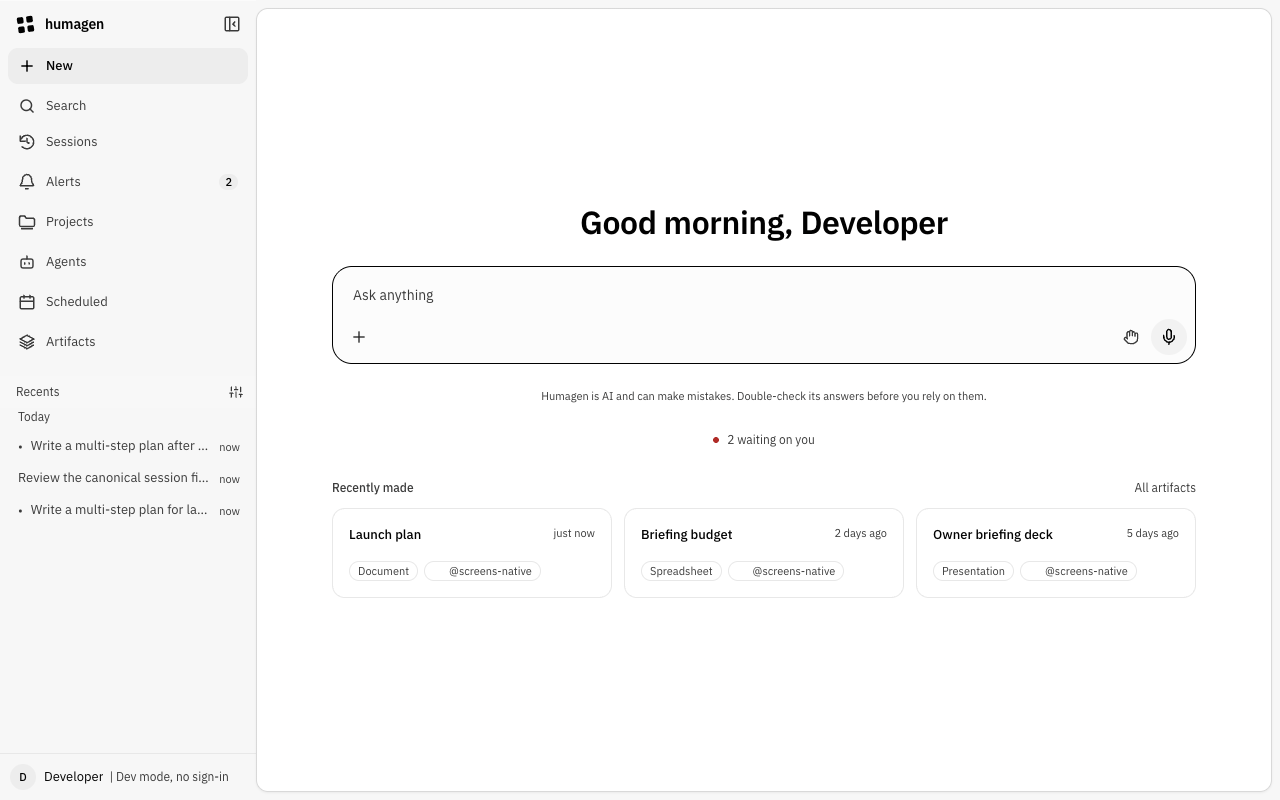 humagen
New
Search
Sessions
Alerts 2
Projects
Agents
Scheduled
Artifacts
Recents
Today
• Write a multi-step plan after ... now
Review the canonical session fi... now
• Write a multi-step plan for la... now
D Developer | Dev mode, no sign-in
Good morning, Developer
Ask anything
Humagen is AI and can make mistakes. Double-check its answers before you rely on them.
2 waiting on you
Recently made All artifacts
Launch plan just now
Document @screens-native
Briefing budget 2 days ago
Spreadsheet @screens-native
Owner briefing deck 5 days ago
Presentation @screens-native